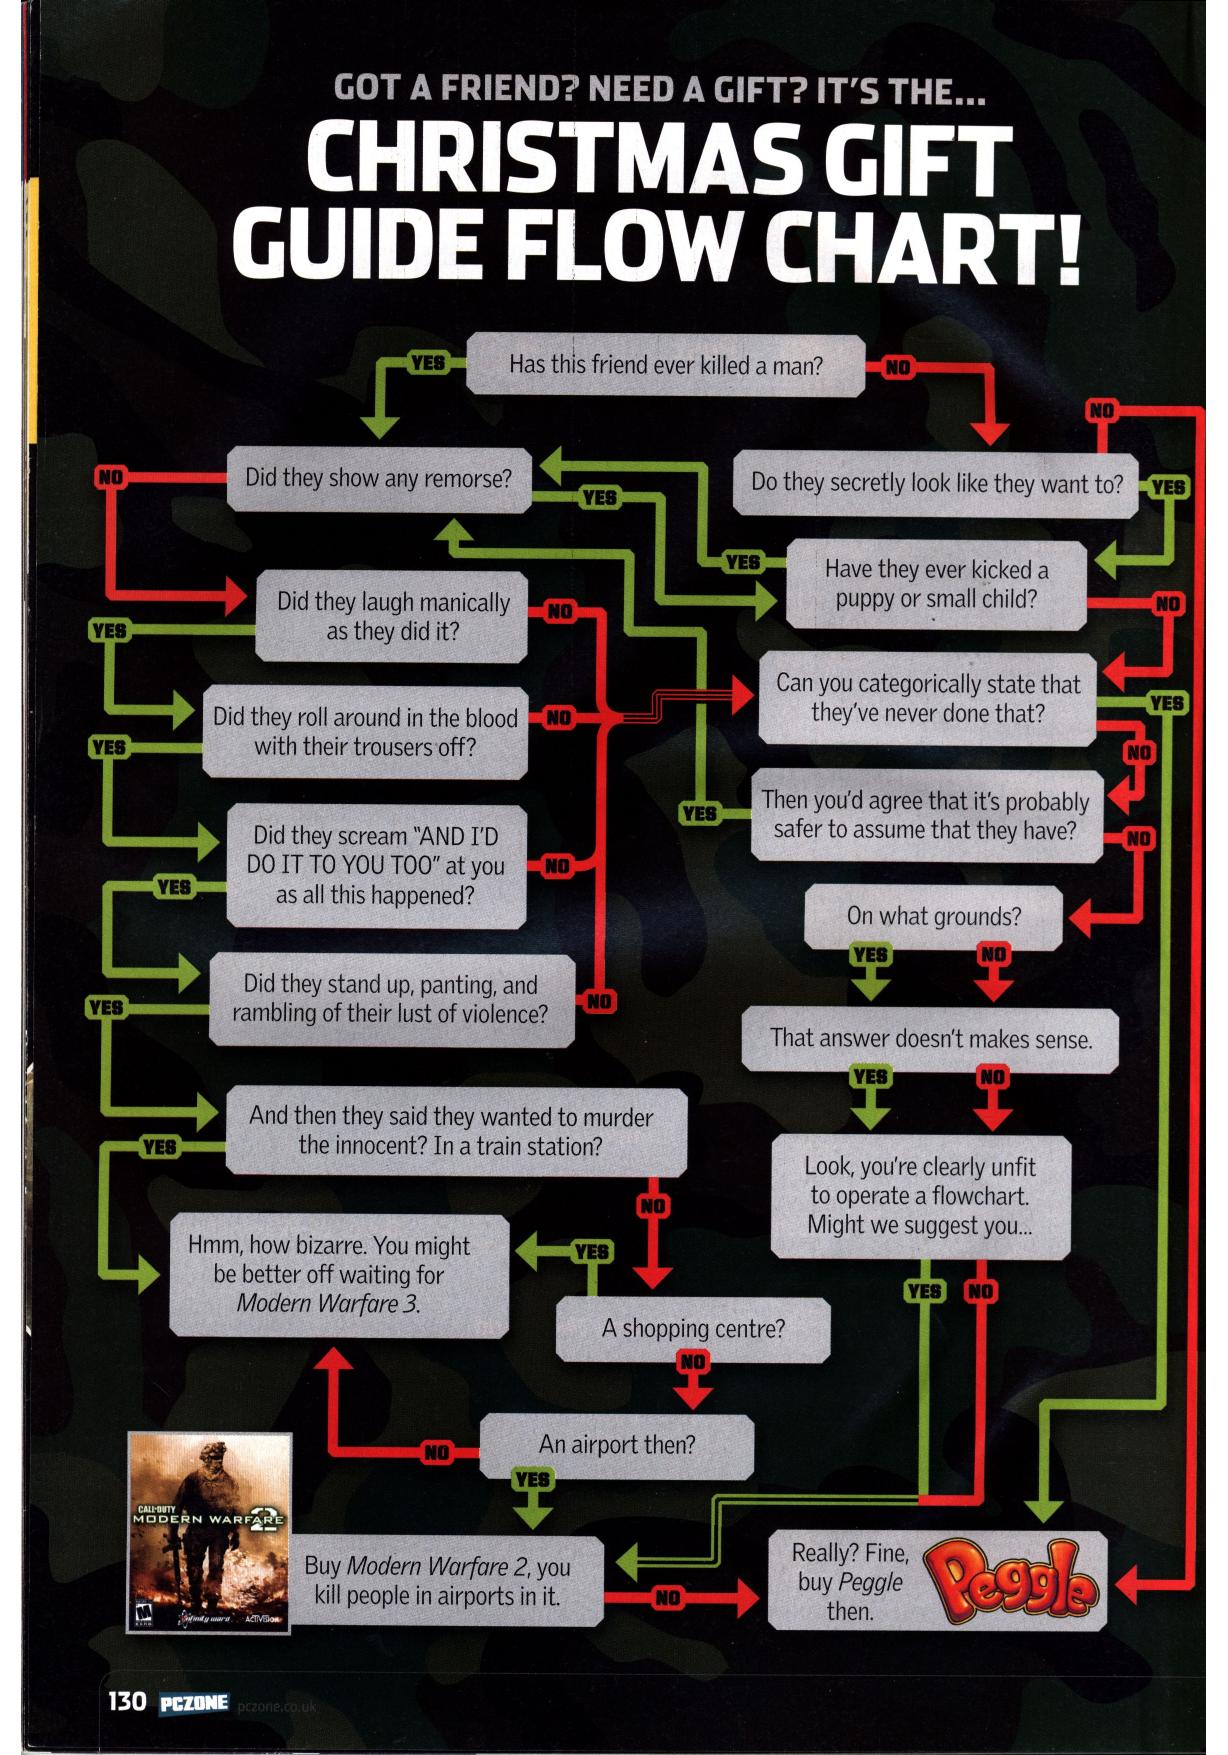 GOT A FRIEND? NEED A GIFT? IT'S THE...
CHRISTMAS GIFT
GUIDE FLOW CHART!
Has this friend ever killed a man?
YES
NO
Did they show any remorse?
NO
YES
Do they secretly look like they want to?
NO
YES
Have they ever kicked a
puppy or small child?
YES
NO
Did they laugh manically
as they did it?
NO
YES
Can you categorically state that
they've never done that?
YES
NO
Did they roll around in the blood
with their trousers off?
NO
YES
Then you'd agree that it's probably
safer to assume that they have?
YES
NO
Did they scream "AND I'D
DO IT TO YOU TOO" at you
as all this happened?
NO
YES
On what grounds?
YES
NO
Did they stand up, panting, and
rambling of their lust of violence?
NO
YES
That answer doesn't makes sense.
YES
NO
And then they said they wanted to murder
the innocent? In a train station?
YES
NO
Look, you're clearly unfit
to operate a flowchart.
Might we suggest you...
YES
NO
Hmm, how bizarre. You might
be better off waiting for
Modern Warfare 3.
YES
A shopping centre?
NO
An airport then?
NO
YES
CALL OF DUTY
MODERN WARFARE
2
M
infinity ward
ACTIVISION
Buy Modern Warfare 2, you
kill people in airports in it.
NO
Really? Fine,
buy Peggle
then.
Peggle
130 PCZONE pczone.co.uk